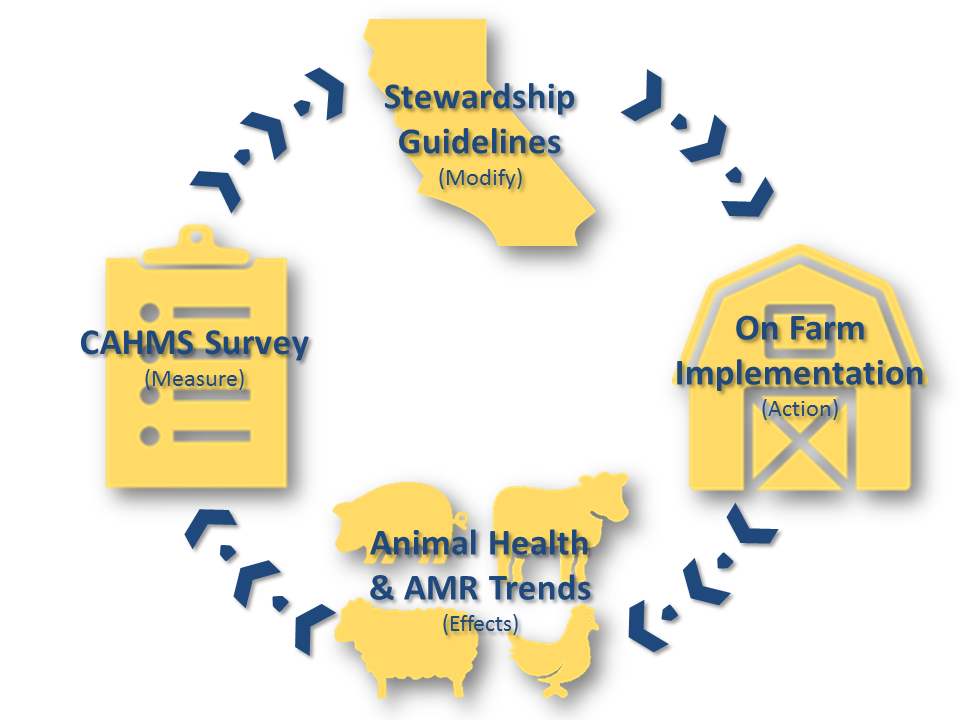 Stewardship
Guidelines
(Modify)
On Farm
Implementation
(Action)
Animal Health
& AMR Trends
(Effects)
CAHMS Survey
(Measure)